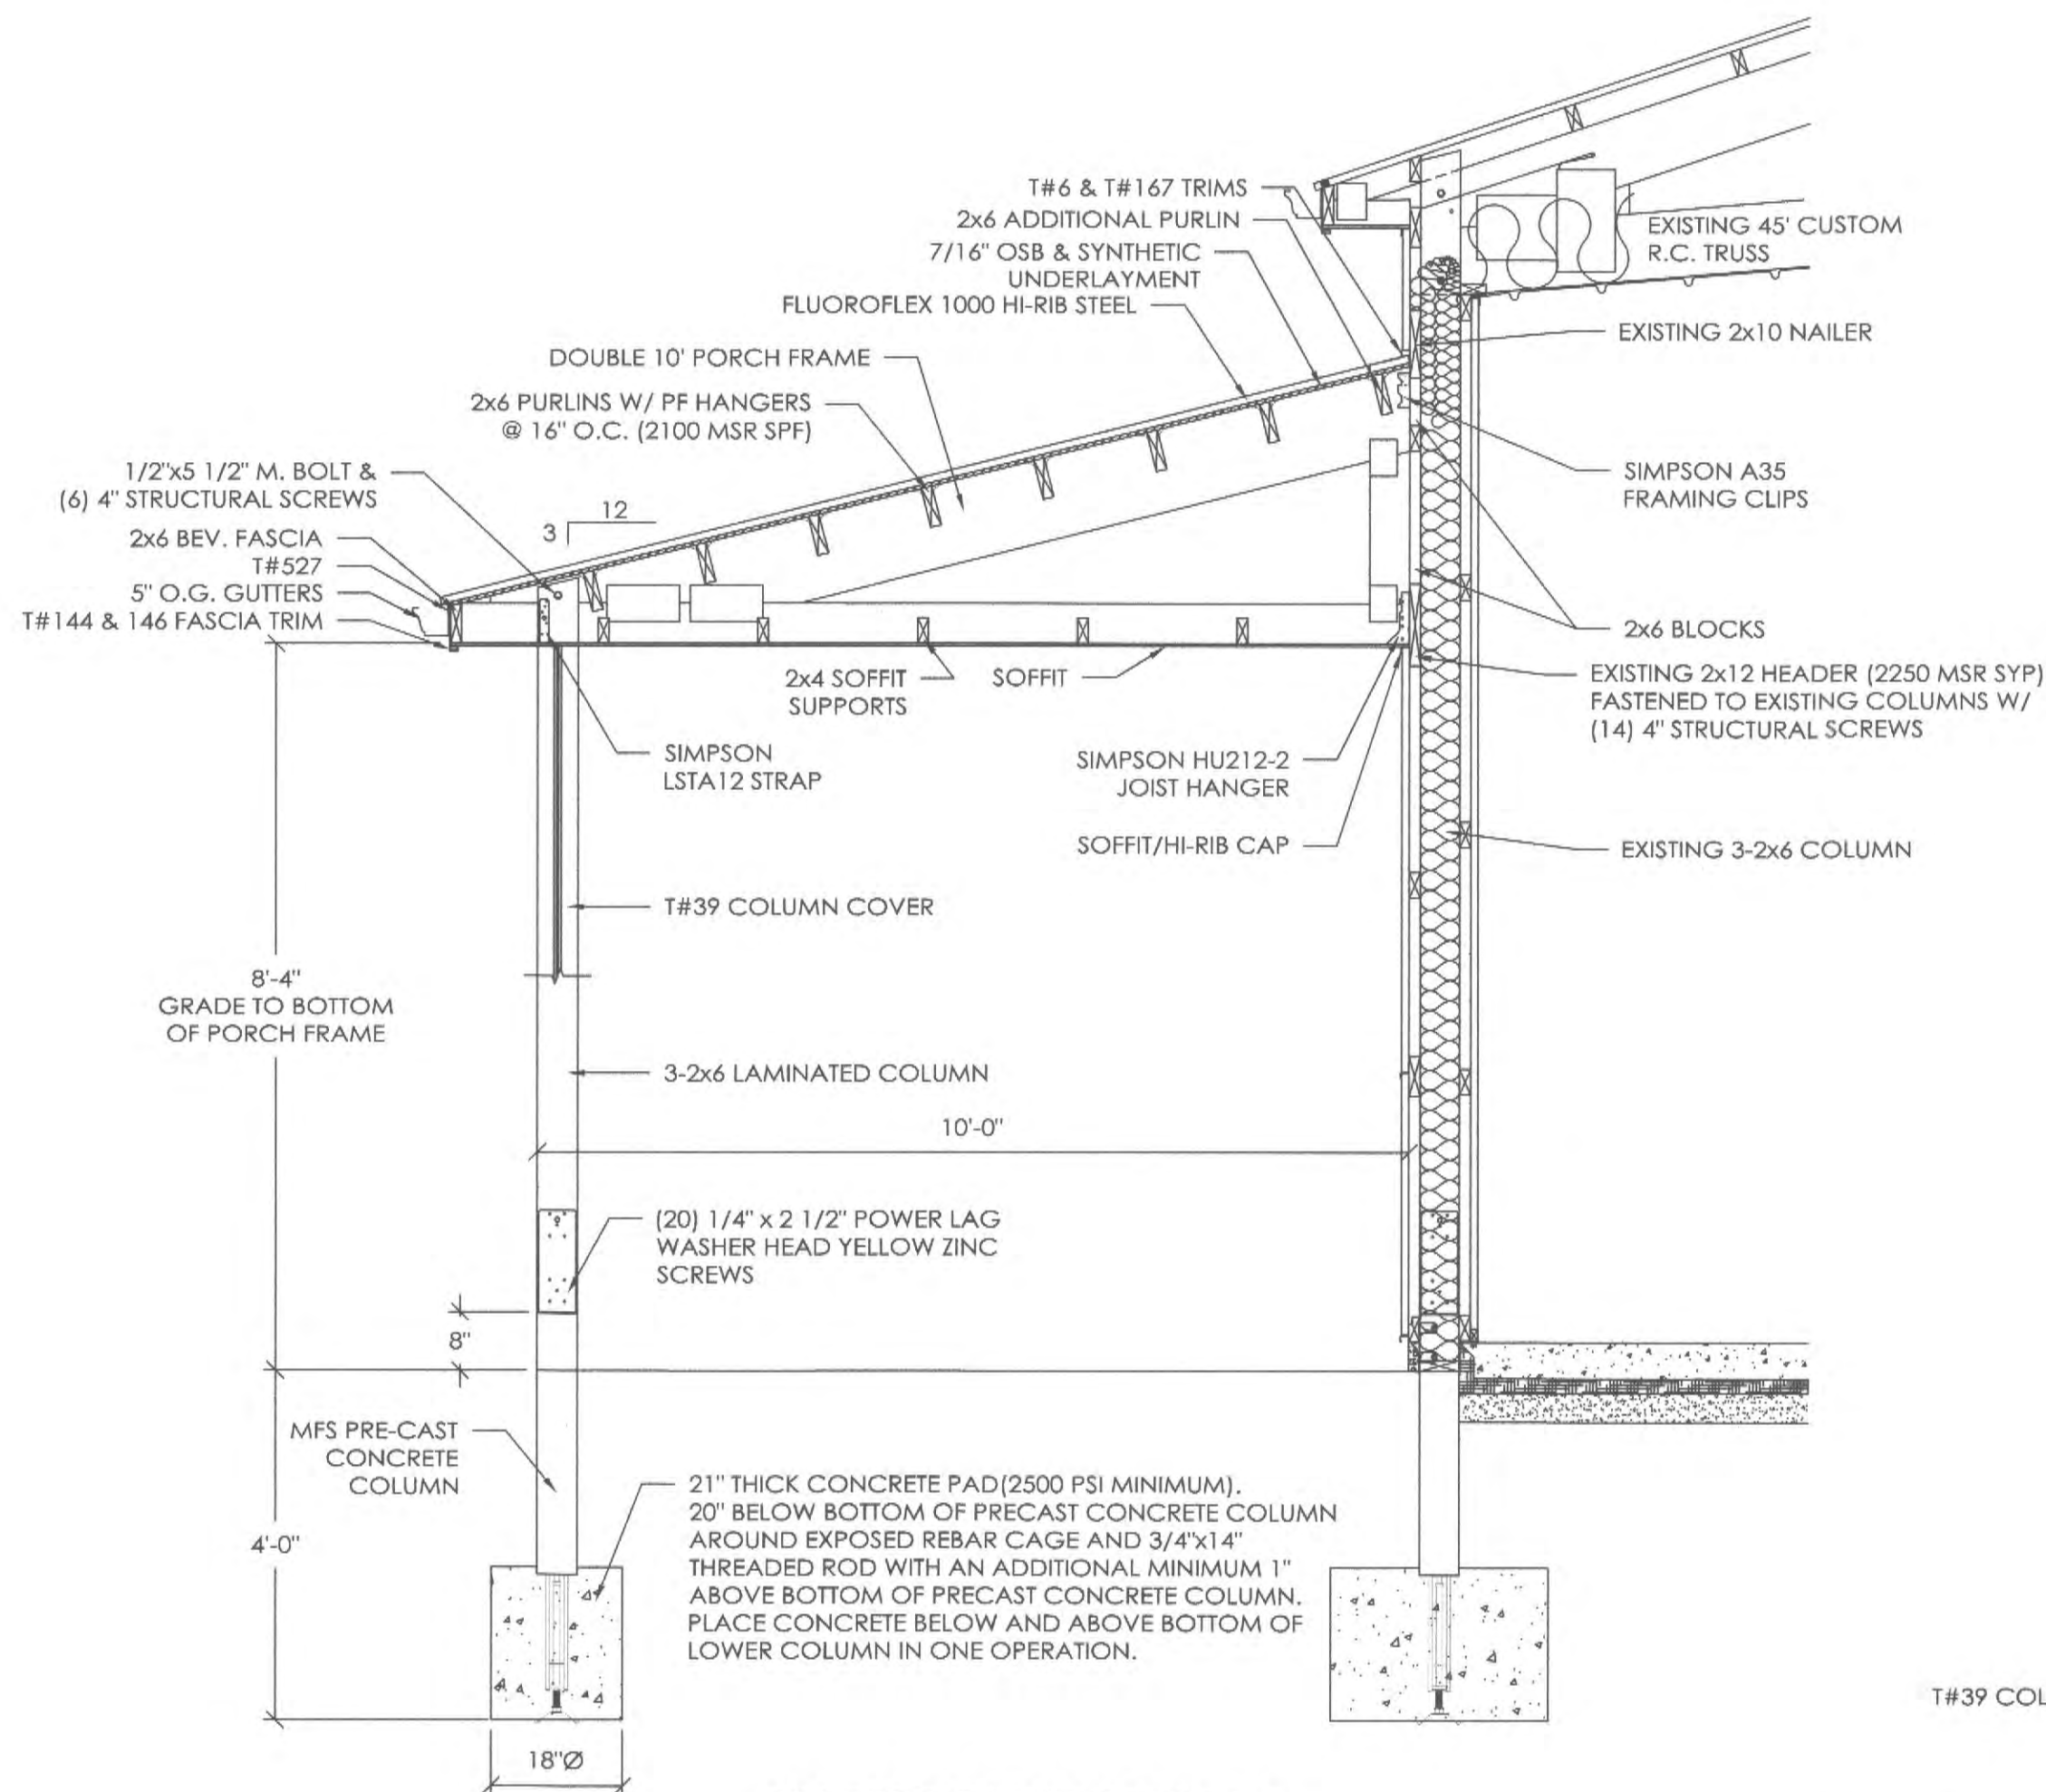 T#6 & T#167 TRIMS
2x6 ADDITIONAL PURLIN
7/16" OSB & SYNTHETIC
UNDERLAYMENT
FLUOROFLEX 1000 HI-RIB STEEL
DOUBLE 10' PORCH FRAME
2x6 PURLINS W/ PF HANGERS
@ 16" O.C. (2100 MSR SPF)
1/2"x5 1/2" M. BOLT &
(6) 4" STRUCTURAL SCREWS
2x6 BEV. FASCIA
T#527
5" O.G. GUTTERS
T#144 & 146 FASCIA TRIM
12
3
EXISTING 45' CUSTOM
R.C. TRUSS
EXISTING 2x10 NAILER
SIMPSON A35
FRAMING CLIPS
2x6 BLOCKS
EXISTING 2x12 HEADER (2250 MSR SYP)
FASTENED TO EXISTING COLUMNS W/
(14) 4" STRUCTURAL SCREWS
2x4 SOFFIT
SUPPORTS
SOFFIT
SIMPSON
LSTA12 STRAP
SIMPSON HU212-2
JOIST HANGER
SOFFIT/HI-RIB CAP
EXISTING 3-2x6 COLUMN
T#39 COLUMN COVER
8'-4"
GRADE TO BOTTOM
OF PORCH FRAME
3-2x6 LAMINATED COLUMN
10'-0"
(20) 1/4" x 2 1/2" POWER LAG
WASHER HEAD YELLOW ZINC
SCREWS
8"
MFS PRE-CAST
CONCRETE
COLUMN
4'-0"
21" THICK CONCRETE PAD(2500 PSI MINIMUM).
20" BELOW BOTTOM OF PRECAST CONCRETE COLUMN
AROUND EXPOSED REBAR CAGE AND 3/4"x14"
THREADED ROD WITH AN ADDITIONAL MINIMUM 1"
ABOVE BOTTOM OF PRECAST CONCRETE COLUMN.
PLACE CONCRETE BELOW AND ABOVE BOTTOM OF
LOWER COLUMN IN ONE OPERATION.
18"Ø
T#39 COL